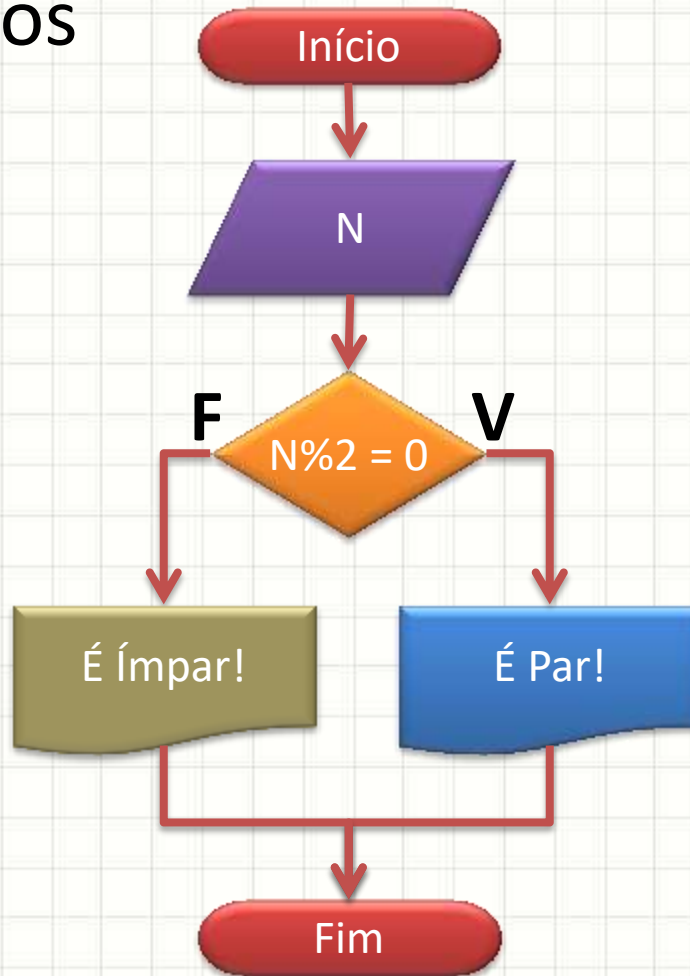 os
Início
N
F
V
N%2 = 0
É Ímpar!
É Par!
Fim